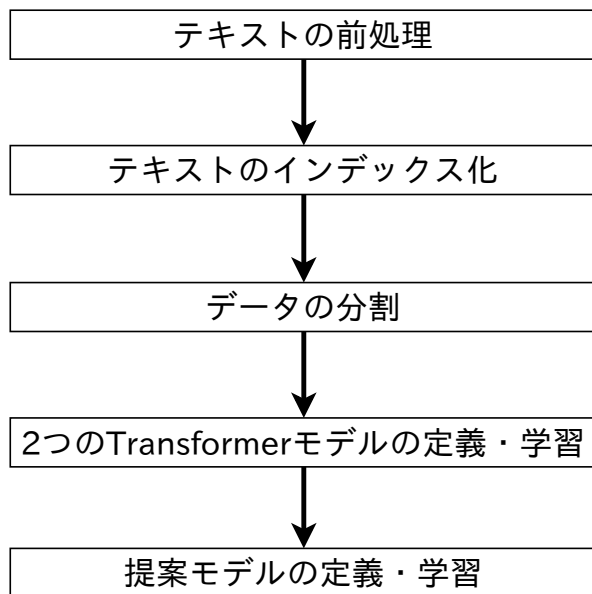 テキストの前処理
テキストのインデックス化
データの分割
2つのTransformerモデルの定義・学習
提案モデルの定義・学習